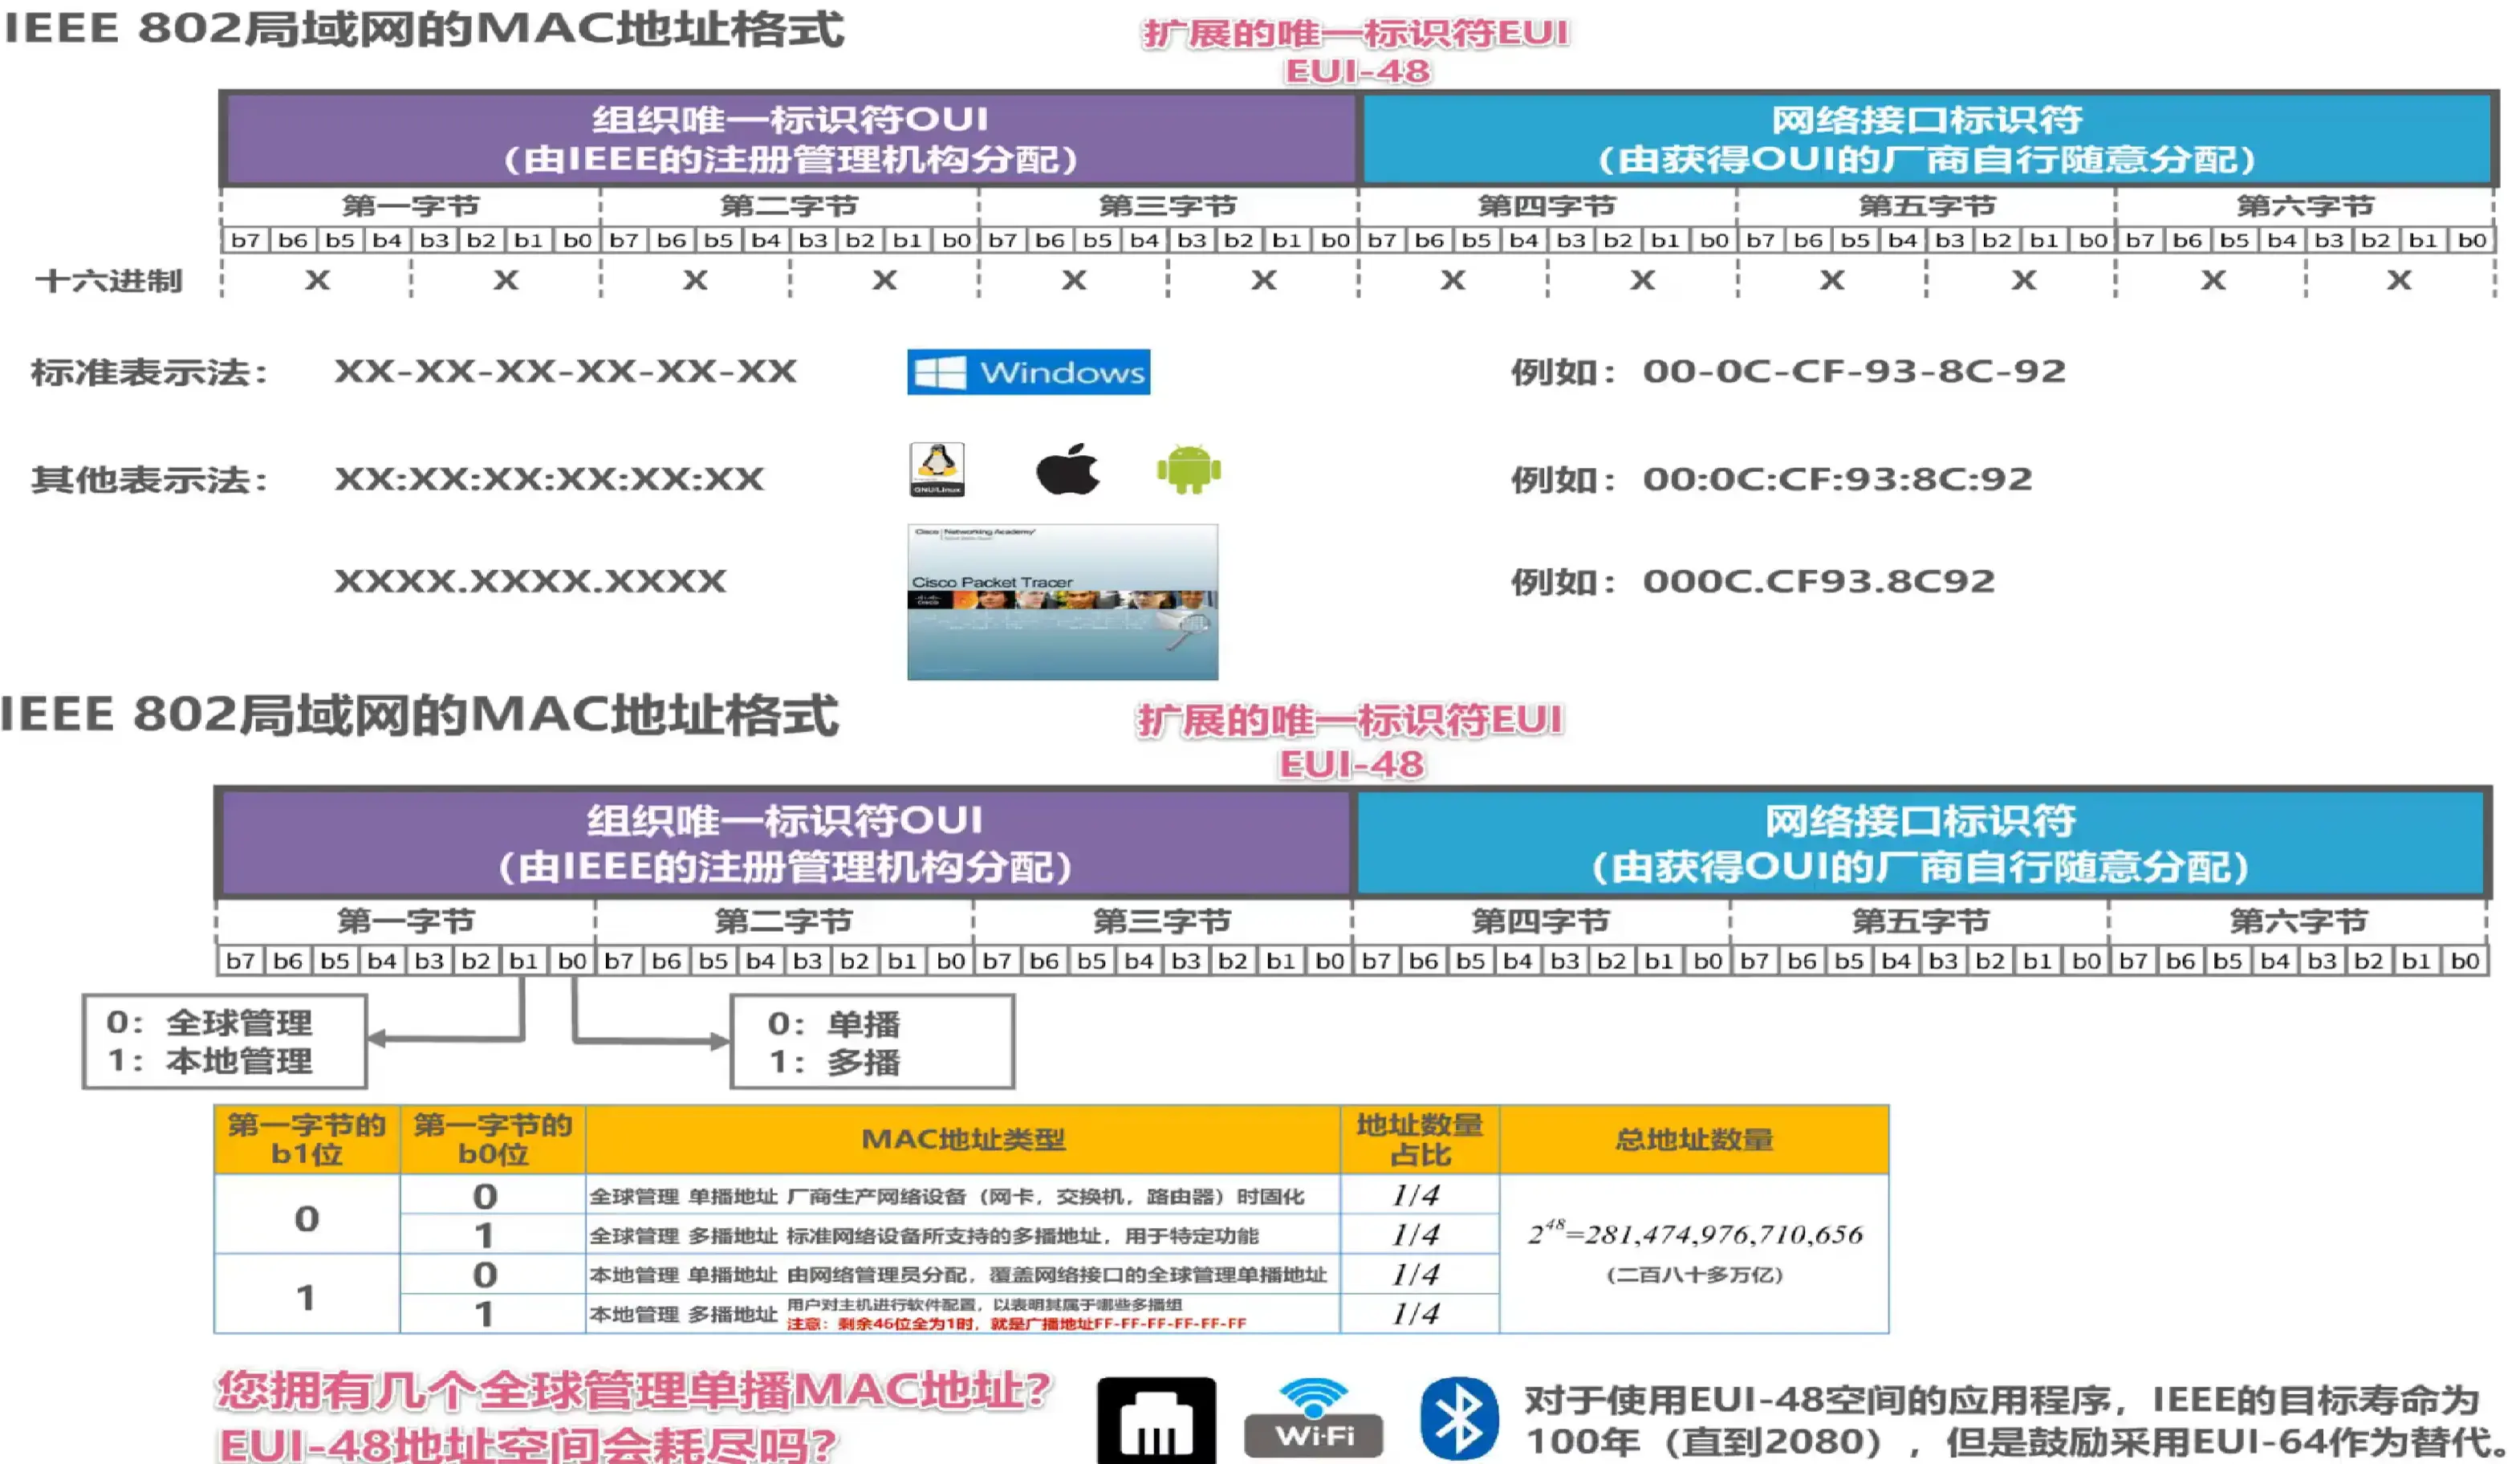 IEEE 802局域网的MAC地址格式
扩展的唯一标识符EUI
EUI-48
组织唯一标识符OUI
（由IEEE的注册管理机构分配）
网络接口标识符
（由获得OUI的厂商自行随意分配）
第一字节 第二字节 第三字节 第四字节 第五字节 第六字节
b7 b6 b5 b4 b3 b2 b1 b0 b7 b6 b5 b4 b3 b2 b1 b0 b7 b6 b5 b4 b3 b2 b1 b0 b7 b6 b5 b4 b3 b2 b1 b0 b7 b6 b5 b4 b3 b2 b1 b0 b7 b6 b5 b4 b3 b2 b1 b0
十六进制 X X X X X X X X X X X X
标准表示法： XX-XX-XX-XX-XX-XX Windows 例如：00-0C-CF-93-8C-92
GNU/Linux
其他表示法： XX:XX:XX:XX:XX:XX 例如：00:0C:CF:93:8C:92
Cisco Networking Academy
Cisco Packet Tracer
XXXX.XXXX.XXXX 例如：000C.CF93.8C92
IEEE 802局域网的MAC地址格式
扩展的唯一标识符EUI
EUI-48
组织唯一标识符OUI
（由IEEE的注册管理机构分配）
网络接口标识符
（由获得OUI的厂商自行随意分配）
第一字节 第二字节 第三字节 第四字节 第五字节 第六字节
b7 b6 b5 b4 b3 b2 b1 b0 b7 b6 b5 b4 b3 b2 b1 b0 b7 b6 b5 b4 b3 b2 b1 b0 b7 b6 b5 b4 b3 b2 b1 b0 b7 b6 b5 b4 b3 b2 b1 b0 b7 b6 b5 b4 b3 b2 b1 b0
0：全球管理
1：本地管理
0：单播
1：多播
第一字节的
b1位
第一字节的
b0位
MAC地址类型
地址数量
占比
总地址数量
0
0 全球管理 单播地址 厂商生产网络设备（网卡，交换机，路由器）时固化 1/4
1 全球管理 多播地址 标准网络设备所支持的多播地址，用于特定功能 1/4
1
0 本地管理 单播地址 由网络管理员分配，覆盖网络接口的全球管理单播地址 1/4
1 本地管理 多播地址 用户对主机进行软件配置，以表明其属于哪些多播组
注意：剩余46位全为1时，就是广播地址FF-FF-FF-FF-FF-FF
1/4
2⁴⁸=281,474,976,710,656
（二百八十多万亿）
您拥有几个全球管理单播MAC地址？
EUI-48地址空间会耗尽吗？
Wi-Fi
对于使用EUI-48空间的应用程序，IEEE的目标寿命为
100年（直到2080），但是鼓励采用EUI-64作为替代。